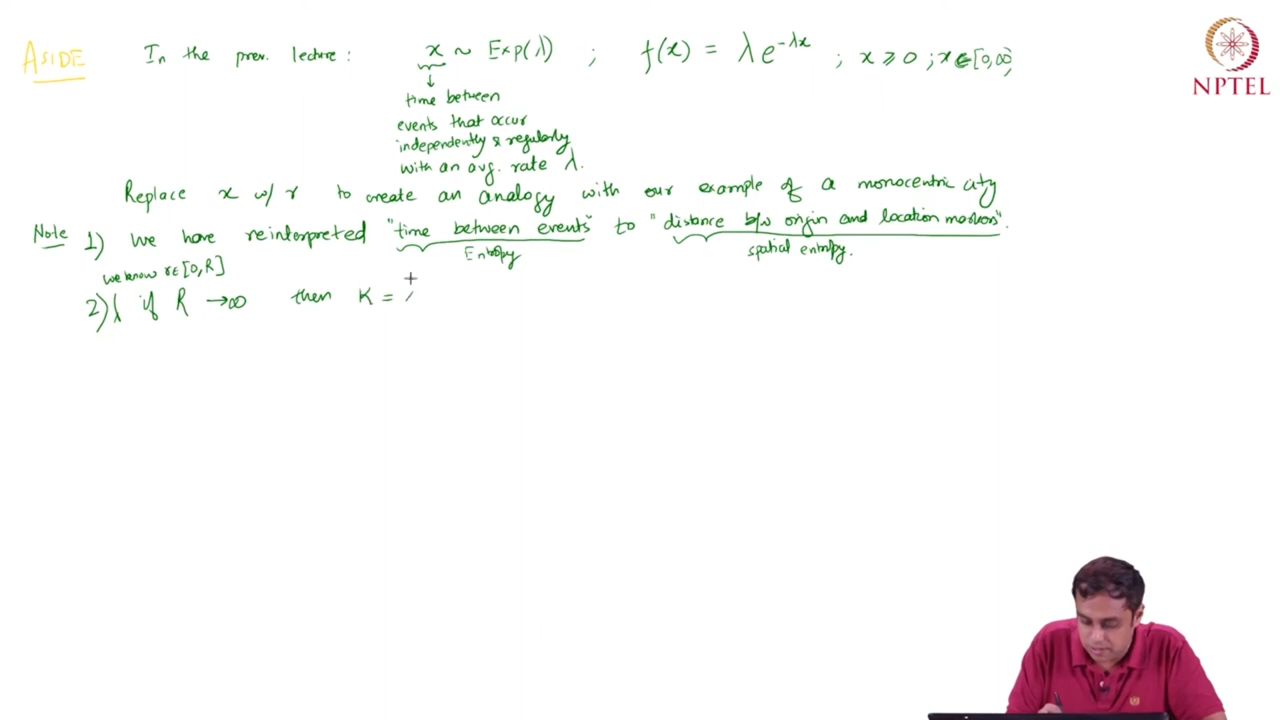 ASIDE In the prev. lecture : x ~ Exp(λ) ; f(x) = λe^{-λx} ; x ≥ 0 ; x ∈ [0,∞)
time between
events that occur
independently & regularly
with an avg. rate λ.
Replace x w/ r to create an analogy with our example of a monocentric city
Note 1) We have reinterpreted "time between events" to "distance b/w origin and location measures".
Entropy spatial entropy.
we know r∈[0,R]
2) if R → ∞ then K =
NPTEL